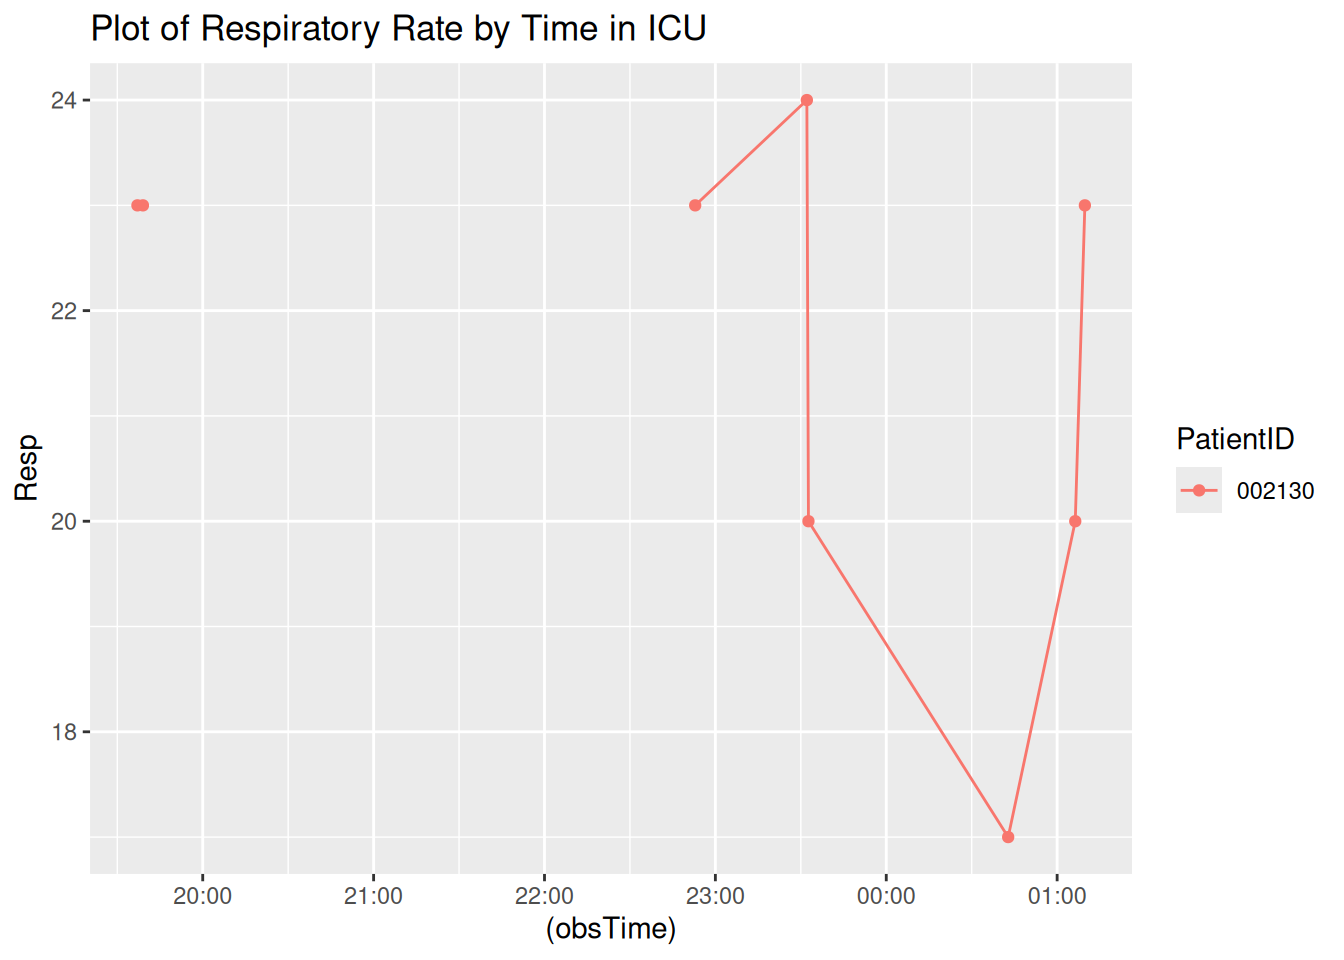 Plot of Respiratory Rate by Time in ICU
24
22
20
18
Resp
20:00 21:00 22:00 23:00 00:00 01:00
(obsTime)
PatientID
002130